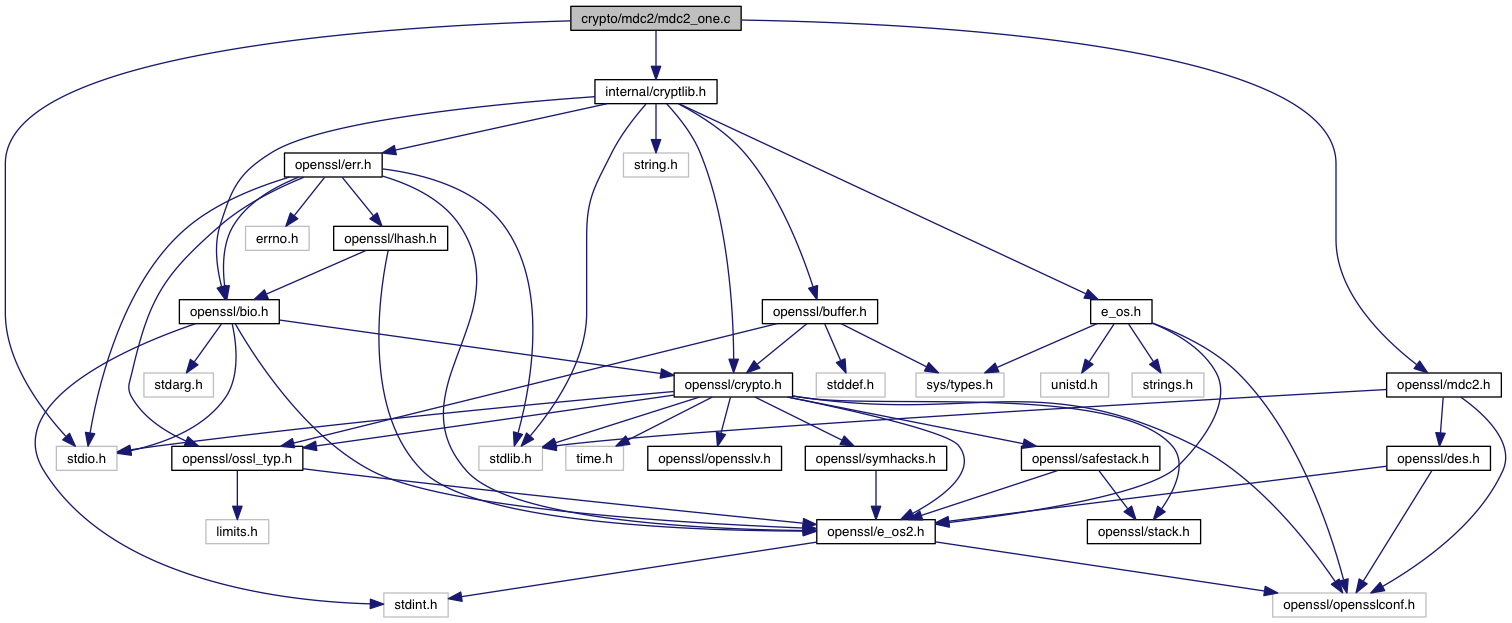 crypto/mdc2/mdc2_one.c
internal/cryptlib.h
openssl/err.h
string.h
errno.h
openssl/lhash.h
openssl/bio.h
openssl/buffer.h
e_os.h
stdarg.h
openssl/crypto.h
stddef.h
sys/types.h
unistd.h
strings.h
openssl/mdc2.h
stdio.h
openssl/ossl_typ.h
stdlib.h
time.h
openssl/opensslv.h
openssl/symhacks.h
openssl/safestack.h
openssl/des.h
limits.h
openssl/e_os2.h
openssl/stack.h
stdint.h
openssl/opensslconf.h